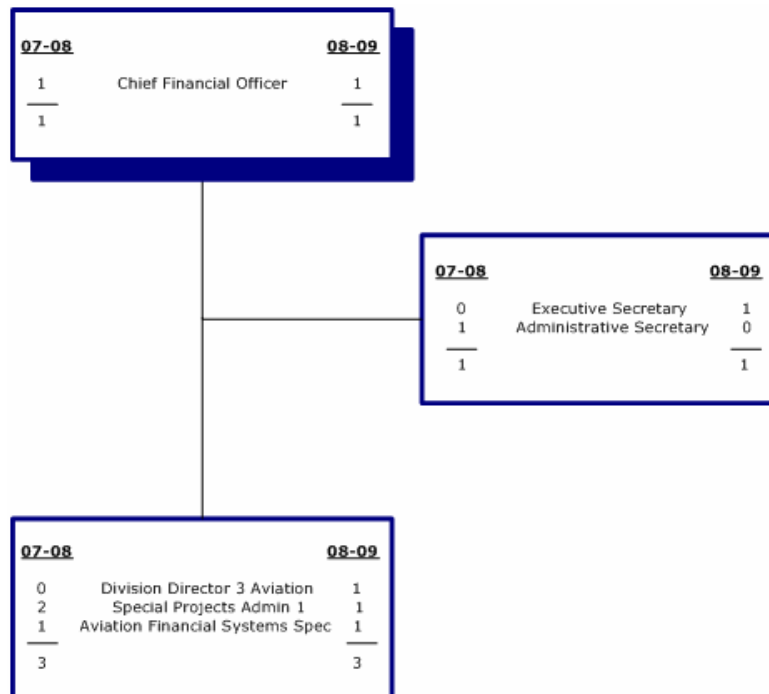 07-08 08-09
1 Chief Financial Officer 1
1 1
07-08 08-09
0 Executive Secretary 1
1 Administrative Secretary 0
1 1
07-08 08-09
0 Division Director 3 Aviation 1
2 Special Projects Admin 1 1
1 Aviation Financial Systems Spec 1
3 3